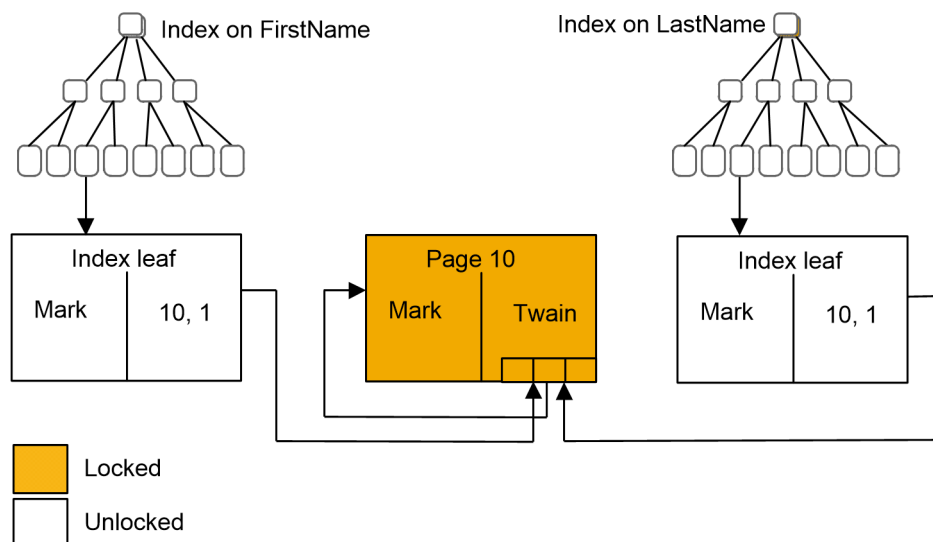 Index on FirstName
Index on LastName
Index leaf
Mark
10, 1
Page 10
Mark
Twain
Index leaf
Mark
10, 1
Locked
Unlocked